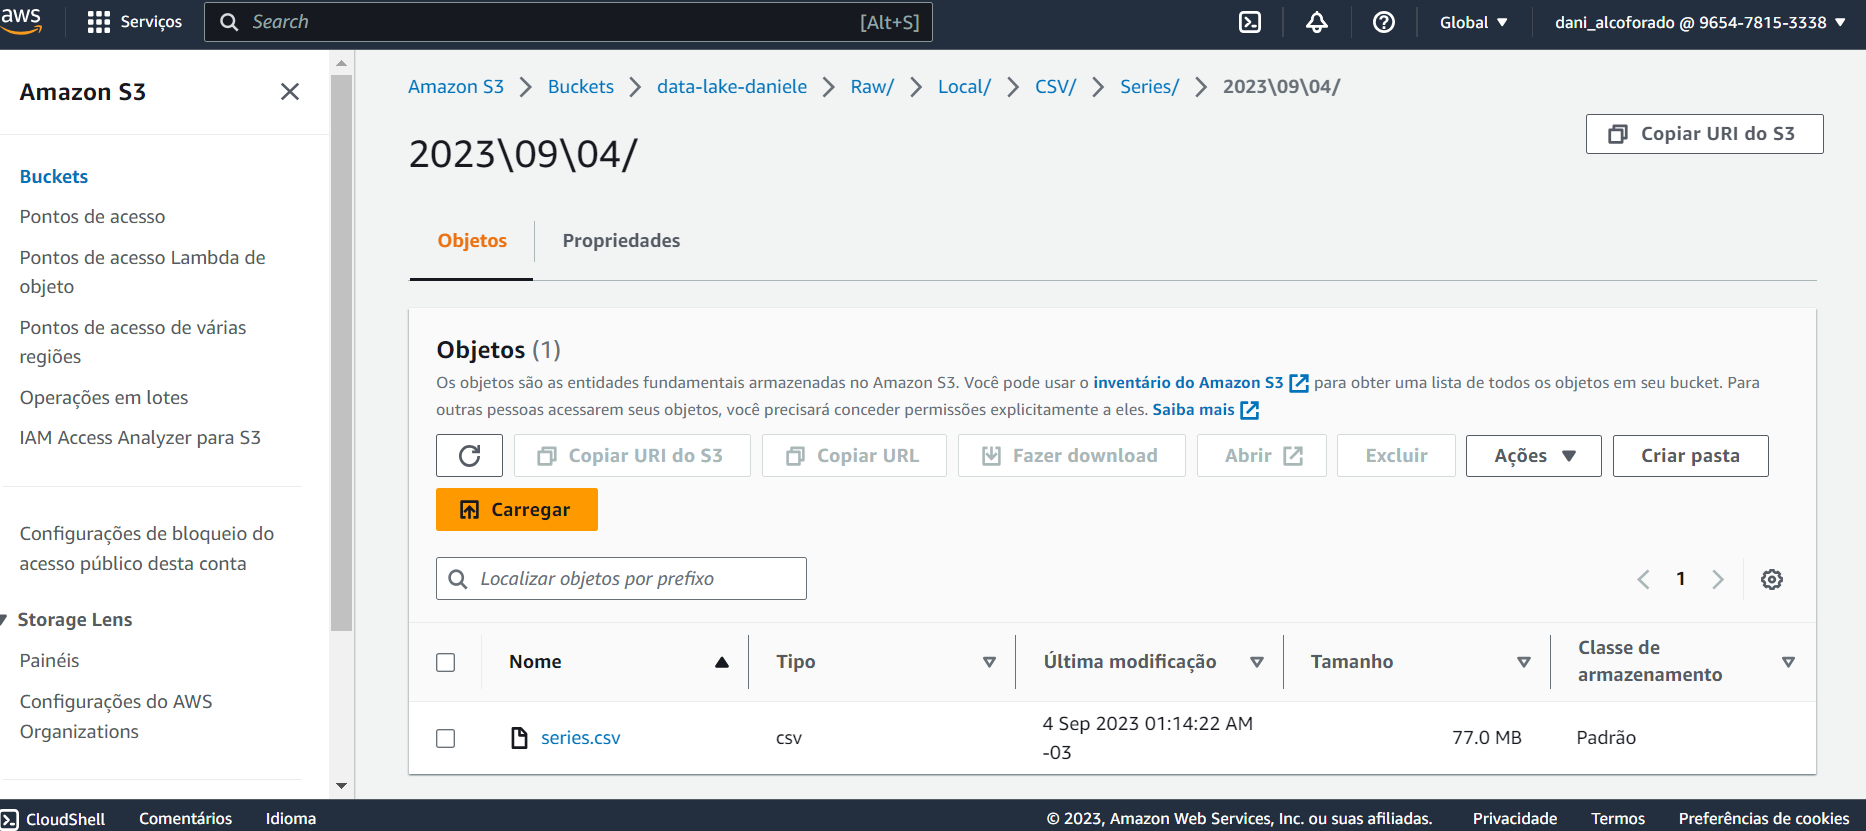 aws
Serviços
Search
[Alt+S]
Global
dani_alcoforado @ 9654-7815-3338
Amazon S3
Buckets
Pontos de acesso
Pontos de acesso Lambda de
objeto
Pontos de acesso de várias
regiões
Operações em lotes
IAM Access Analyzer para S3
Configurações de bloqueio do
acesso público desta conta
Storage Lens
Painéis
Configurações do AWS
Organizations
Amazon S3 > Buckets > data-lake-daniele > Raw/ > Local/ > CSV/ > Series/ > 2023\09\04/
2023\09\04/
Copiar URI do S3
Objetos
Propriedades
Objetos (1)
Os objetos são as entidades fundamentais armazenadas no Amazon S3. Você pode usar o inventário do Amazon S3 para obter uma lista de todos os objetos em seu bucket. Para
outras pessoas acessarem seus objetos, você precisará conceder permissões explicitamente a eles. Saiba mais
Copiar URI do S3
Copiar URL
Fazer download
Abrir
Excluir
Ações
Criar pasta
Carregar
Localizar objetos por prefixo
1
Nome
Tipo
Última modificação
Tamanho
Classe de
armazenamento
series.csv
csv
4 Sep 2023 01:14:22 AM
-03
77.0 MB
Padrão
CloudShell
Comentários
Idioma
© 2023, Amazon Web Services, Inc. ou suas afiliadas.
Privacidade
Termos
Preferências de cookies